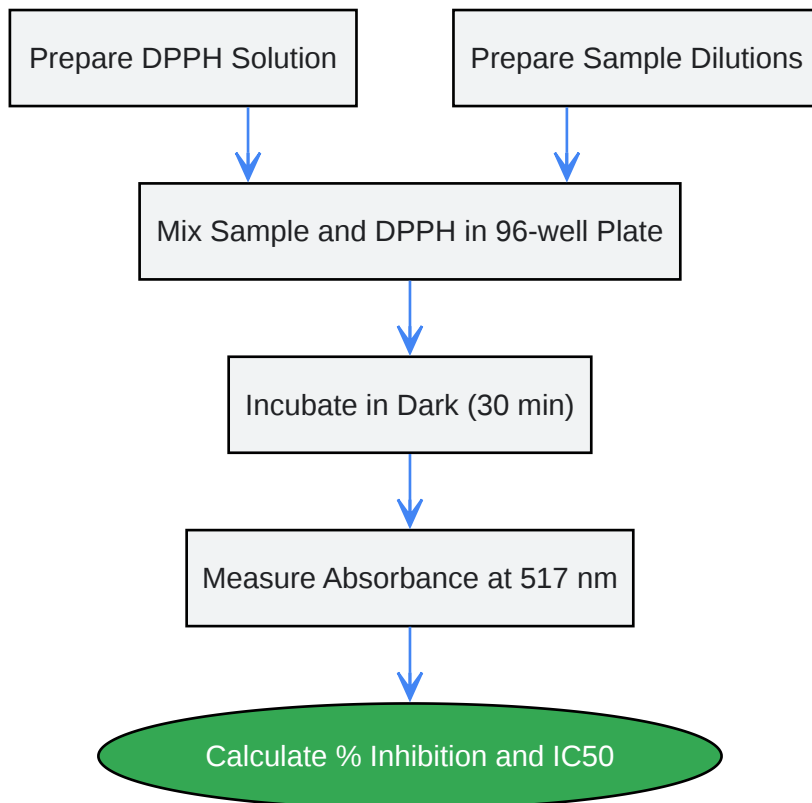 Prepare DPPH Solution
Prepare Sample Dilutions
Mix Sample and DPPH in 96-well Plate
Incubate in Dark (30 min)
Measure Absorbance at 517 nm
Calculate % Inhibition and IC50